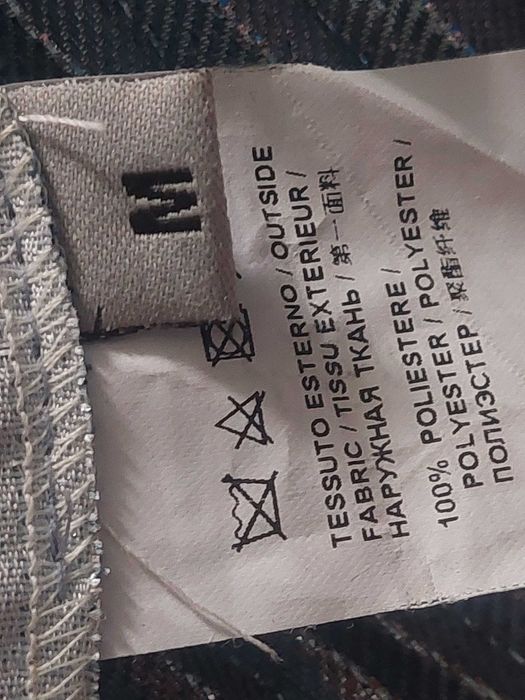 M
TESSUTO ESTERNO / OUTSIDE
FABRIC / TISSU EXTERIEUR /
НАРУЖНАЯ ТКАНЬ / 第一面料
100% POLIESTERE /
POLYESTER / POLYESTER /
ПОЛИЭСТЕР / 聚酯纤维